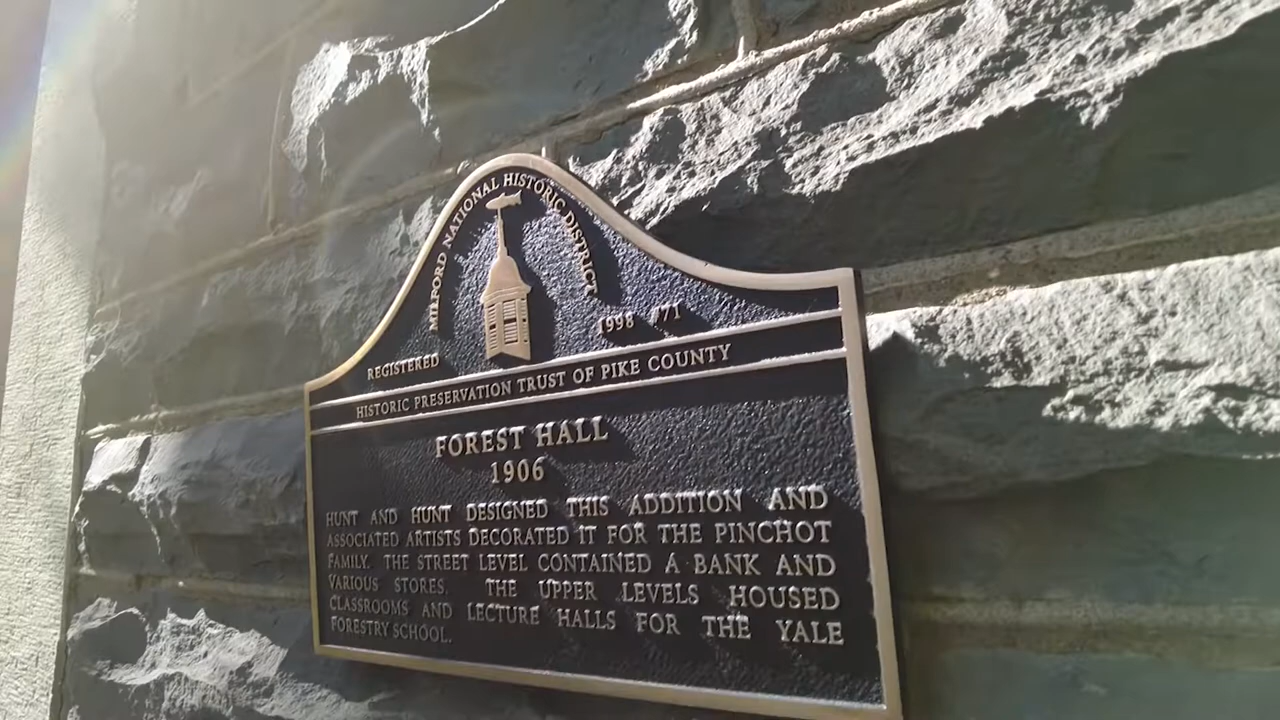 MILFORD NATIONAL HISTORIC DISTRICT
REGISTERED
1998 #71
HISTORIC PRESERVATION TRUST OF PIKE COUNTY
FOREST HALL
1906
HUNT AND HUNT DESIGNED THIS ADDITION AND
ASSOCIATED ARTISTS DECORATED IT FOR THE PINCHOT
FAMILY. THE STREET LEVEL CONTAINED A BANK AND
VARIOUS STORES. THE UPPER LEVELS HOUSED
CLASSROOMS AND LECTURE HALLS FOR THE YALE
FORESTRY SCHOOL.